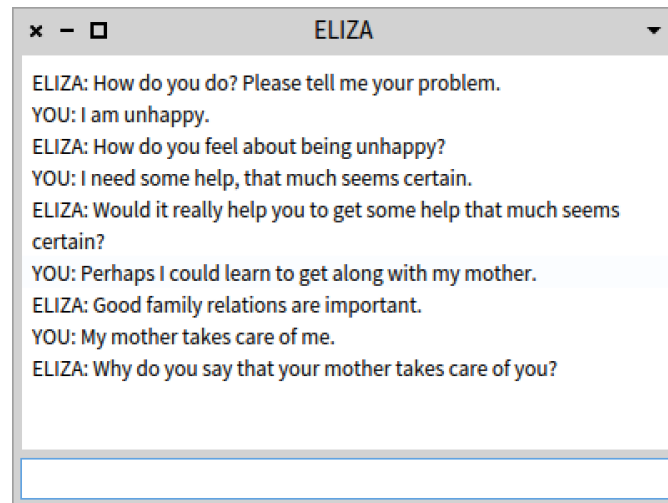 ELIZA
ELIZA: How do you do? Please tell me your problem.
YOU: I am unhappy.
ELIZA: How do you feel about being unhappy?
YOU: I need some help, that much seems certain.
ELIZA: Would it really help you to get some help that much seems
certain?
YOU: Perhaps I could learn to get along with my mother.
ELIZA: Good family relations are important.
YOU: My mother takes care of me.
ELIZA: Why do you say that your mother takes care of you?